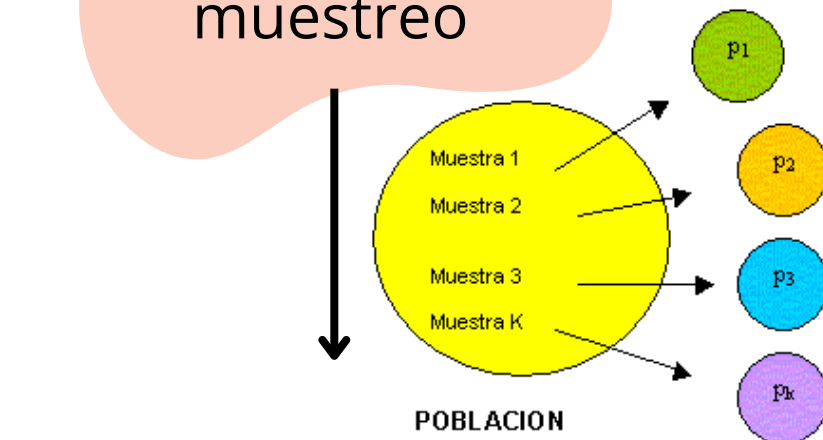 muestreo
Muestra 1
Muestra 2
Muestra 3
Muestra K
POBLACION
p1
p2
p3
pk